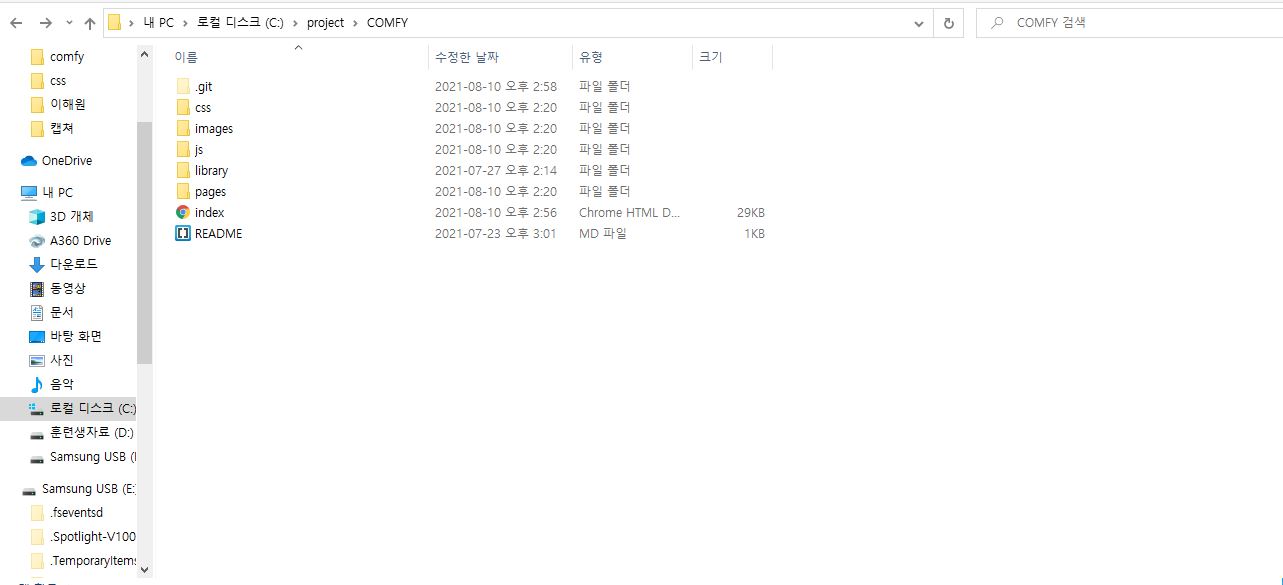 내 PC > 로컬 디스크 (C:) > project > COMFY
COMFY 검색
comfy
css
이해원
캡쳐
OneDrive
내 PC
3D 개체
A360 Drive
다운로드
동영상
문서
바탕 화면
사진
음악
로컬 디스크 (C:)
훈련생자료 (D:)
Samsung USB (
Samsung USB (E:
.fseventsd
.Spotlight-V100
.TemporaryItems
이름 수정한 날짜 유형 크기
.git 2021-08-10 오후 2:58 파일 폴더
css 2021-08-10 오후 2:20 파일 폴더
images 2021-08-10 오후 2:20 파일 폴더
js 2021-08-10 오후 2:20 파일 폴더
library 2021-07-27 오후 2:14 파일 폴더
pages 2021-08-10 오후 2:20 파일 폴더
index 2021-08-10 오후 2:56 Chrome HTML D... 29KB
README 2021-07-23 오후 3:01 MD 파일 1KB